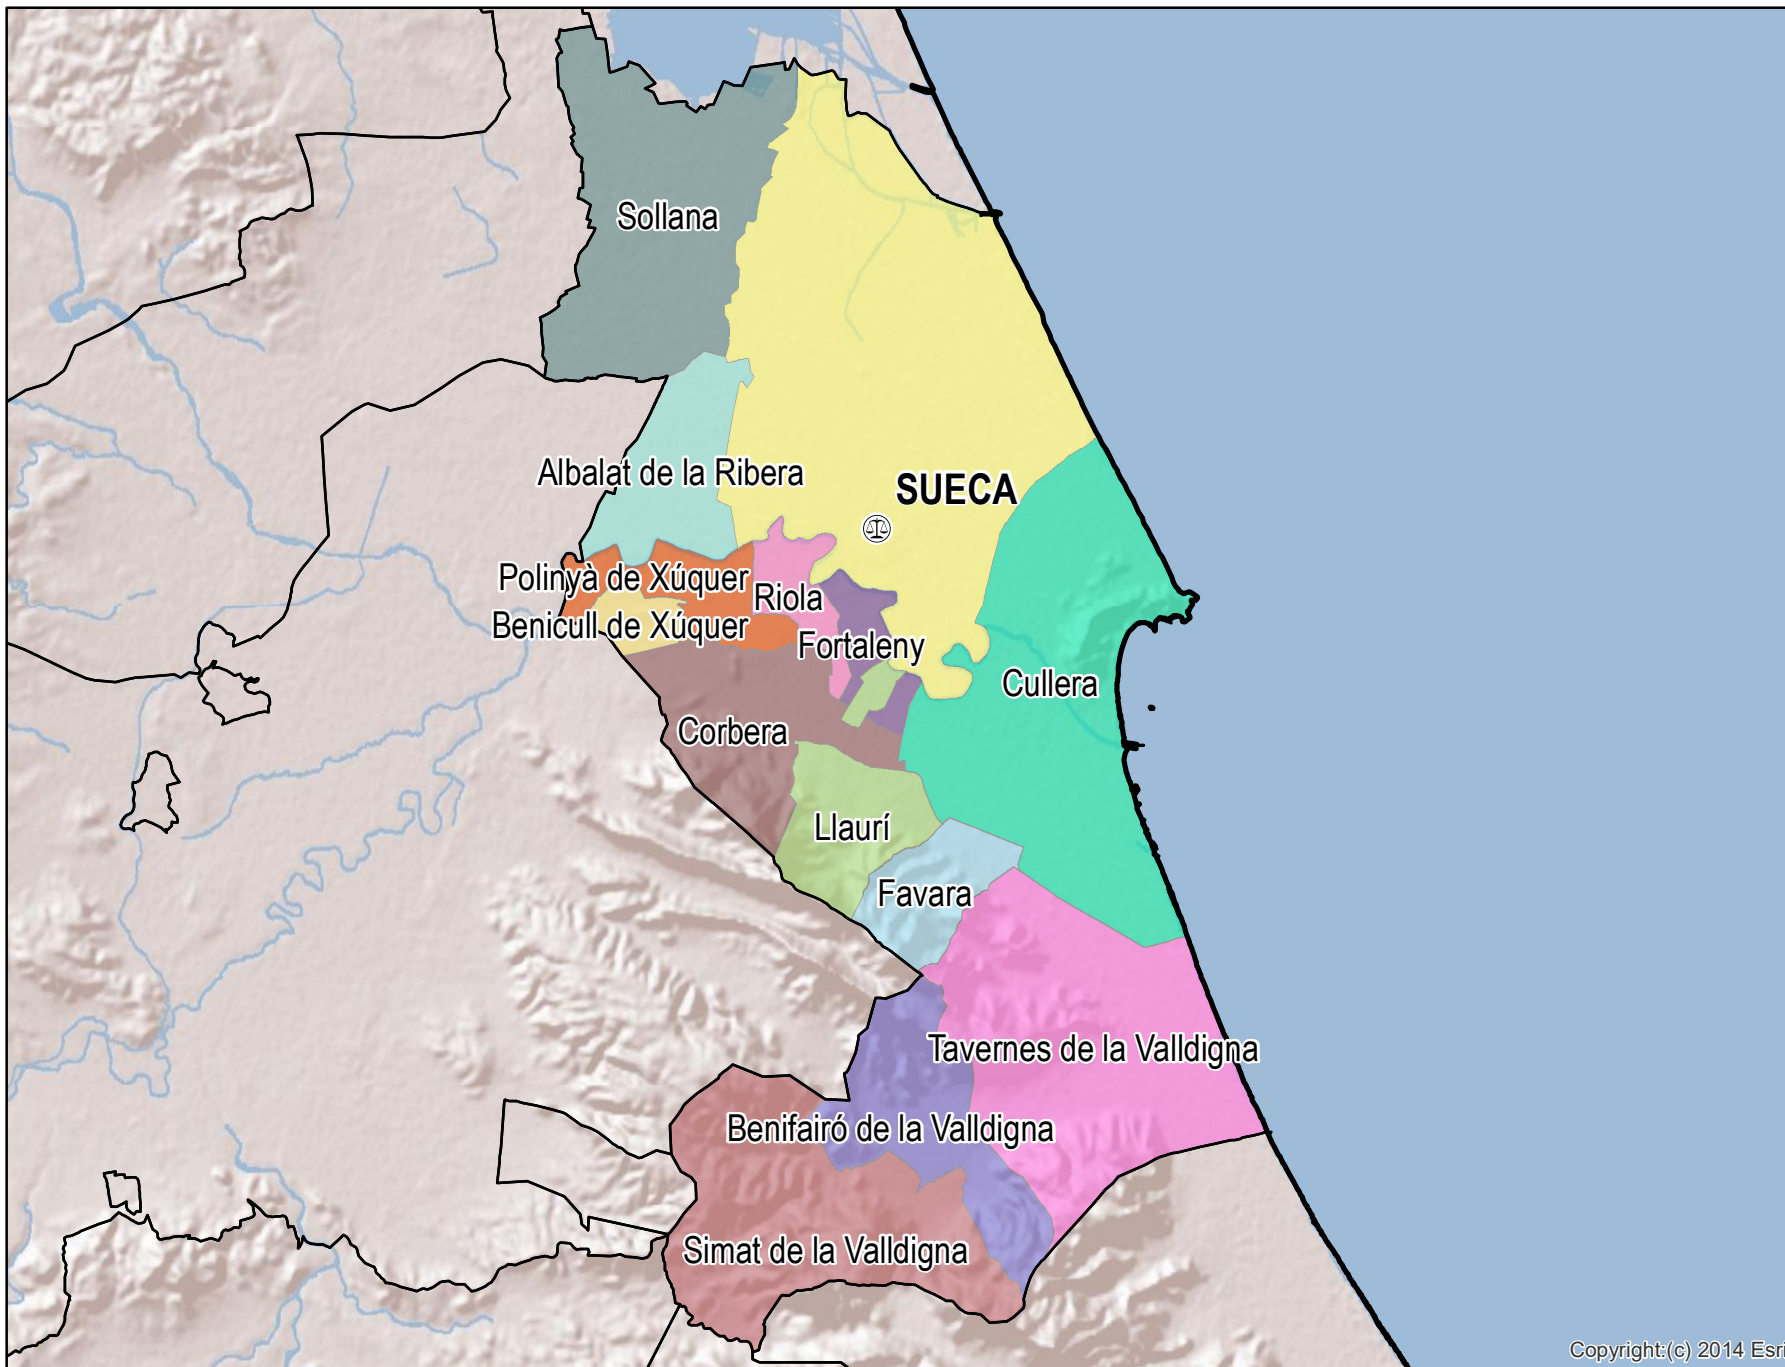 Sollana
Albalat de la Ribera
SUECA
Polinyà de Xúquer
Riola
Benicull de Xúquer
Fortaleny
Cullera
Corbera
Llaurí
Favara
Tavernes de la Valldigna
Benifairó de la Valldigna
Simat de la Valldigna
Copyright:(c) 2014 Esri